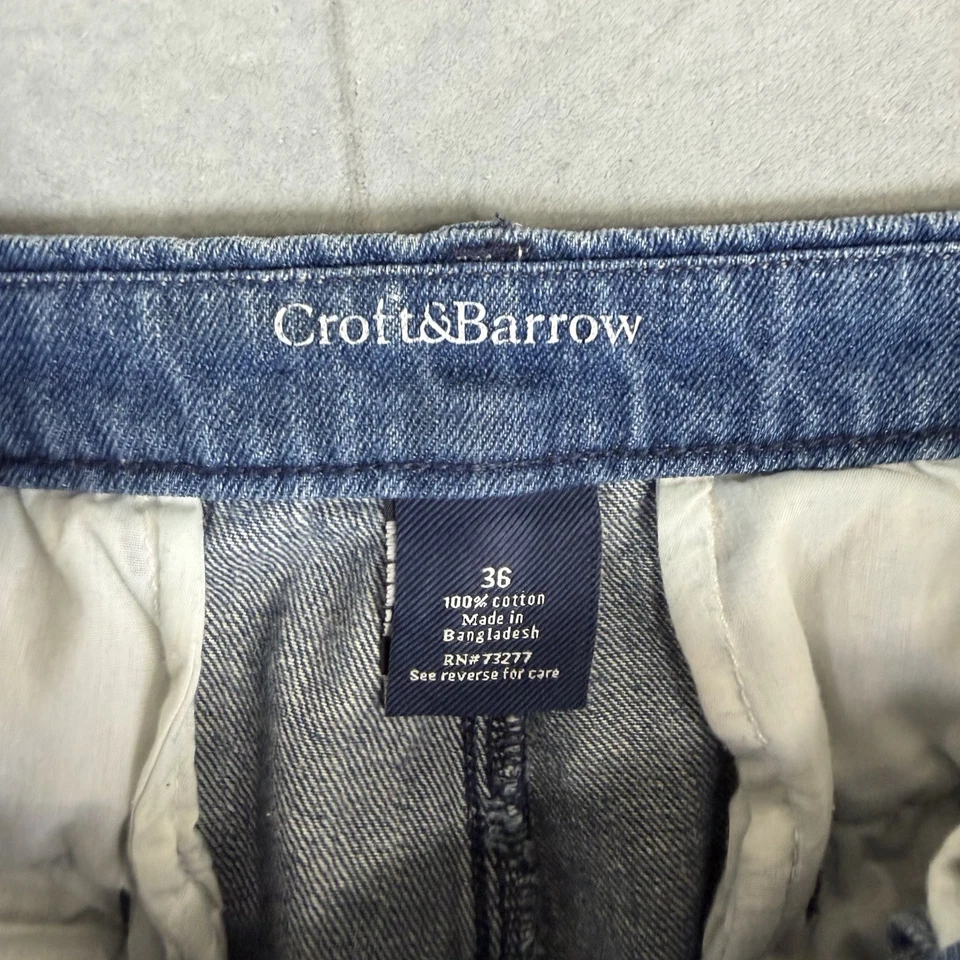 Croft&Barrow
36
100% cotton
Made in
Bangladesh
RN#73277
See reverse for care